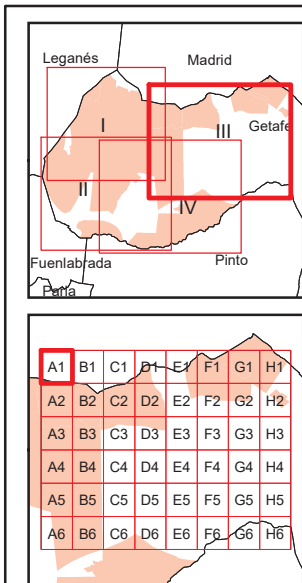 Leganés Madrid
I III
Getafe
II
IV
Fuenlabrada Pinto
Parla
A1 B1 C1 D1 E1 F1 G1 H1
A2 B2 C2 D2 E2 F2 G2 H2
A3 B3 C3 D3 E3 F3 G3 H3
A4 B4 C4 D4 E4 F4 G4 H4
A5 B5 C5 D5 E5 F5 G5 H5
A6 B6 C6 D6 E6 F6 G6 H6